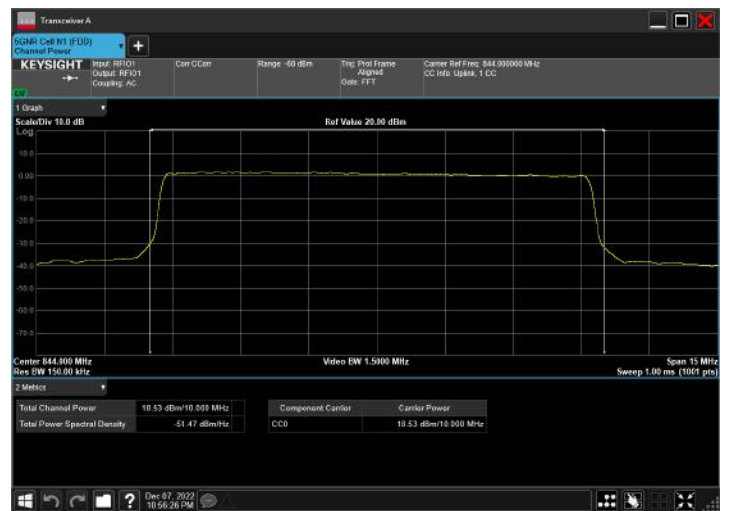 Transceiver A
5GNR Cell N1 (FDD)
Channel Power
KEYSIGHT
Input: RFIO1
Output: RFIO1
Coupling: AC
Corr CCorr
Range: -60 dBm
Trig: Prot Frame
Aligned
Gate: FFT
Carrier Ref Freq: 844.000000 MHz
CC Info: Uplink, 1 CC
1 Graph
Scale/Div 10.0 dB
Ref Value 20.00 dBm
Log
10.0
0.00
-10.0
-20.0
-30.0
-40.0
-50.0
-60.0
-70.0
Center 844.000 MHz
Video BW 1.5000 MHz
Span 15 MHz
Res BW 150.00 kHz
Sweep 1.00 ms (1001 pts)
2 Metrics
Total Channel Power
18.53 dBm/10.000 MHz
Total Power Spectral Density
-51.47 dBm/Hz
Component Carrier
Carrier Power
CC0
18.53 dBm/10.000 MHz
Dec 07, 2022
10:56:26 PM